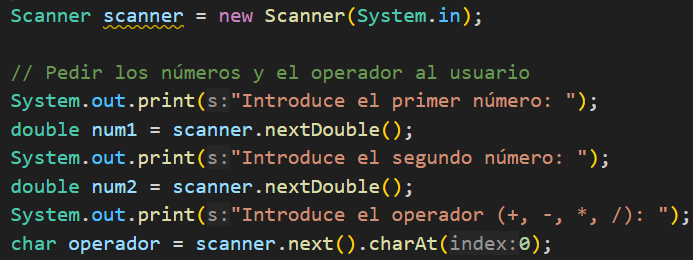 Scanner scanner = new Scanner(System.in);
// Pedir los números y el operador al usuario
System.out.print(s:"Introduce el primer número: ");
double num1 = scanner.nextDouble();
System.out.print(s:"Introduce el segundo número: ");
double num2 = scanner.nextDouble();
System.out.print(s:"Introduce el operador (+, -, *, /): ");
char operador = scanner.next().charAt(index:0);